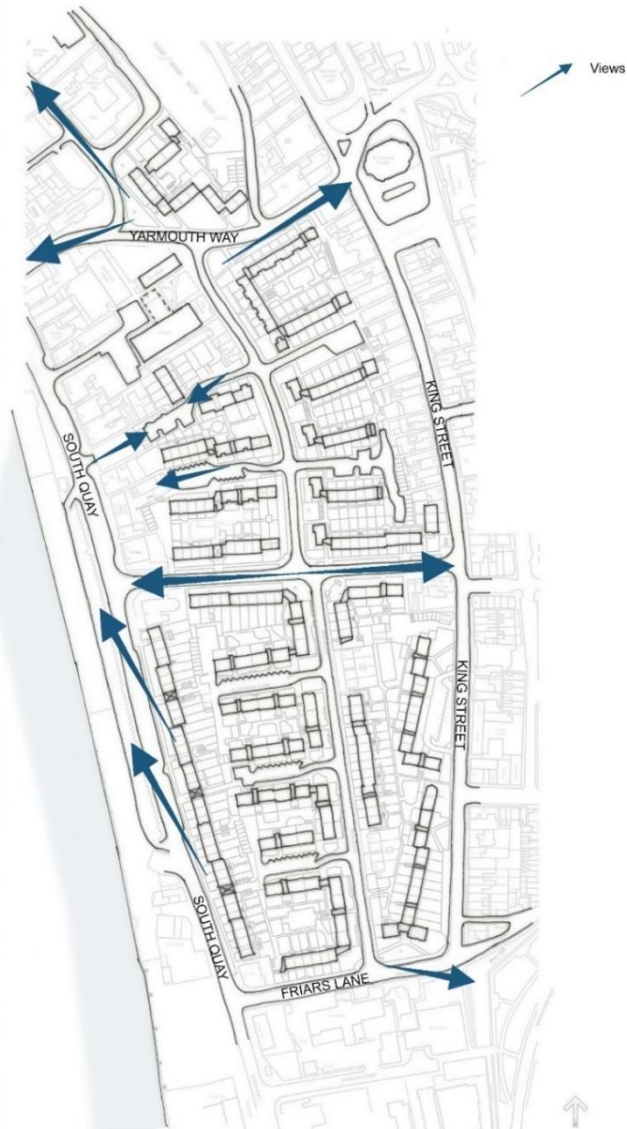 Views
YARMOUTH WAY
KING STREET
SOUTH QUAY
KING STREET
SOUTH QUAY
FRIARS LANE